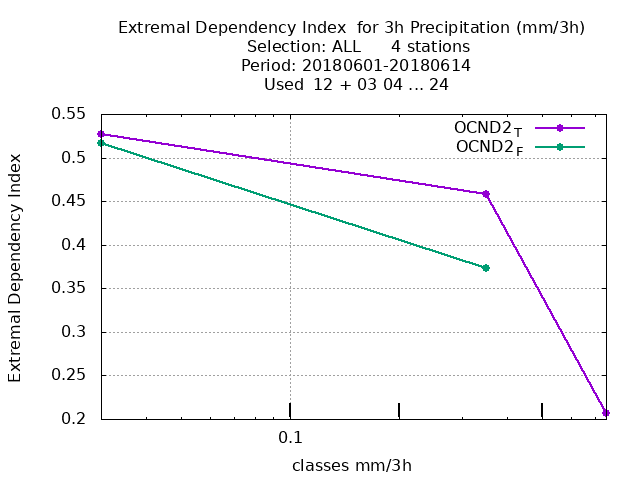 Extremal Dependency Index  for 3h Precipitation (mm/3h)
Selection: ALL      4 stations
Period: 20180601-20180614
Used  12 + 03 04 ... 24
OCND2T
OCND2F
0.55
0.5
0.45
0.4
0.35
0.3
0.25
0.2
Extremal Dependency Index
0.1
classes mm/3h